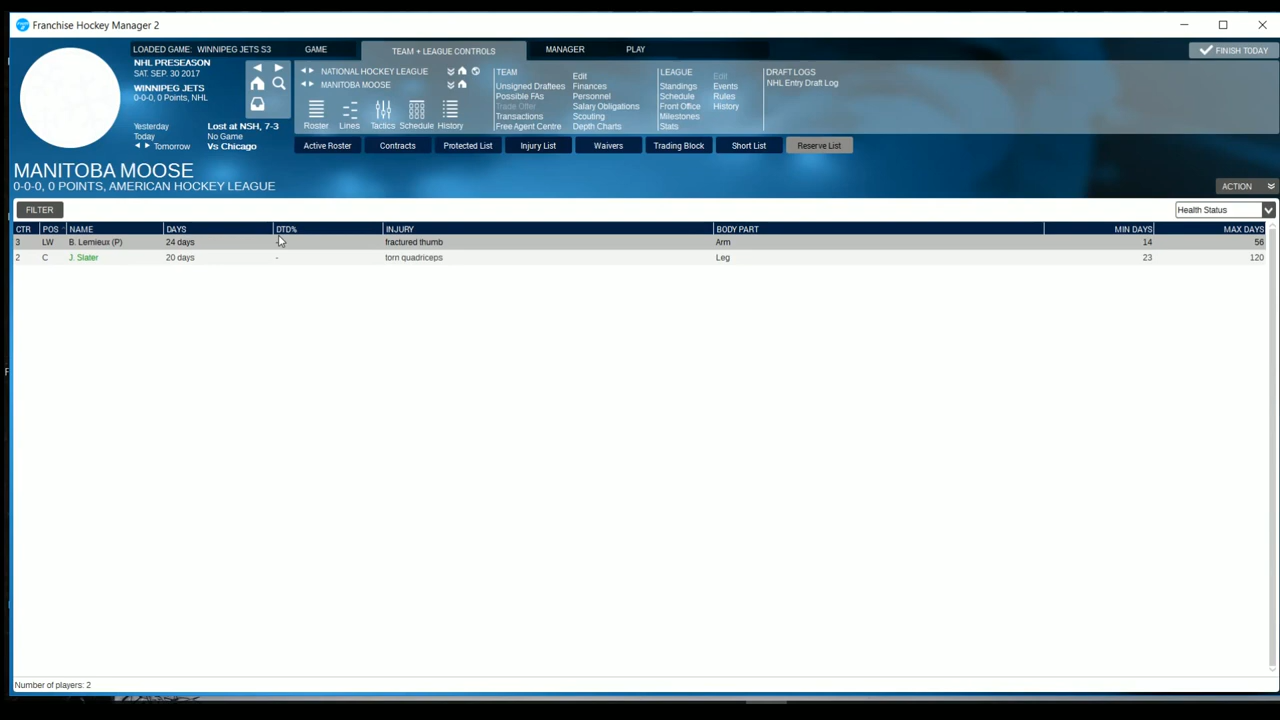 Franchise Hockey Manager 2
LOADED GAME: WINNIPEG JETS S3
GAME
TEAM + LEAGUE CONTROLS
MANAGER
PLAY
FINISH TODAY
NHL PRESEASON
SAT. SEP. 30 2017
WINNIPEG JETS
0-0-0, 0 Points, NHL
Yesterday Lost at NSH, 7-3
Today No Game
Tomorrow Vs Chicago
NATIONAL HOCKEY LEAGUE
MANITOBA MOOSE
Roster Lines Tactics Schedule History
TEAM
Unsigned Draftees
Possible FAs
Trade Offer
Transactions
Free Agent Centre
Edit
Finances
Personnel
Salary Obligations
Scouting
Depth Charts
LEAGUE
Standings
Schedule
Front Office
Milestones
Stats
Edit
Events
Rules
History
DRAFT LOGS
NHL Entry Draft Log
Active Roster Contracts Protected List Injury List Waivers Trading Block Short List Reserve List
MANITOBA MOOSE
0-0-0, 0 POINTS, AMERICAN HOCKEY LEAGUE
ACTION
FILTER
Health Status
CTR POS NAME DAYS DTD% INJURY BODY PART MIN DAYS MAX DAYS
3 LW B. Lemieux (P) 24 days - fractured thumb Arm 14 56
2 C J. Slater 20 days - torn quadriceps Leg 23 120
Number of players: 2